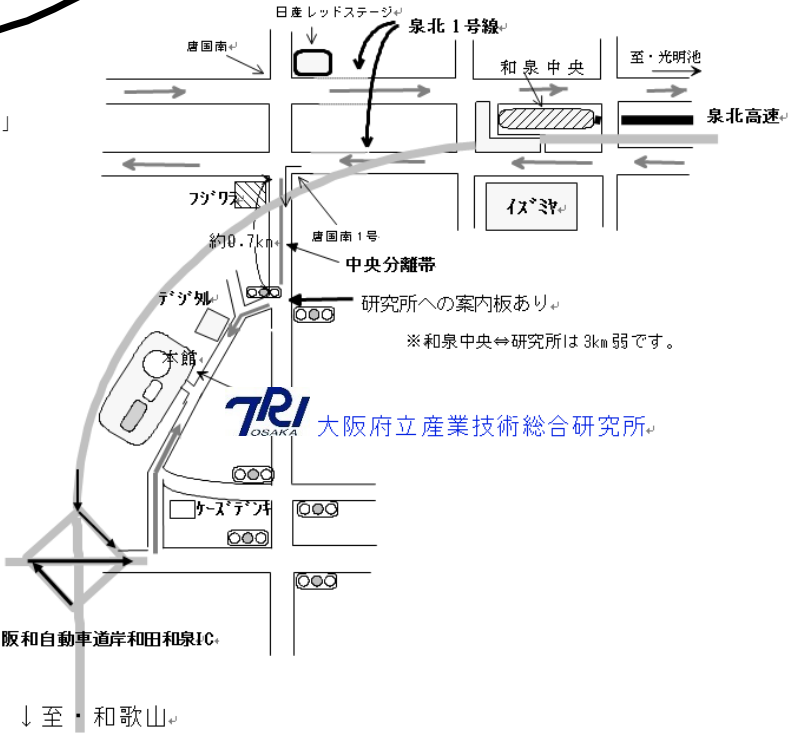 日産レッドステージ
泉北1号線
唐国南
和泉中央
至・光明池
」
泉北高速
フジワラ
イズミヤ
約0.7km
唐国南1号
中央分離帯
デジタル
研究所への案内板あり
※和泉中央⇔研究所は3km弱です。
本館
TRI
OSAKA
大阪府立産業技術総合研究所
ケーズデンキ
阪和自動車道岸和田和泉IC
↓至・和歌山